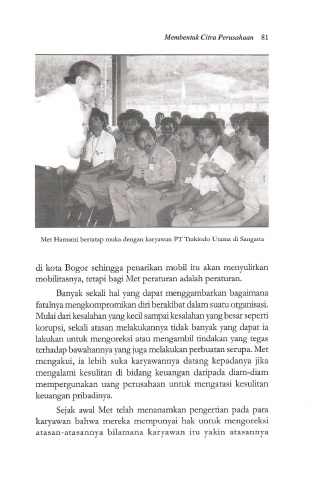 Membentuk Citra Perusahaan 81
Met Hamami bertatap muka dengan karyawan PT Trakindo Utama di Sangatta
di kota Bogor sehingga penarikan mobil itu akan menyulitkan
mobilitasnya, tetapi bagi Met peraturan adalah peraturan.
Banyak sekali hal yang dapat menggambarkan bagaimana
fatalnya mengkompromikan diri berakibat dalam suatu organisasi.
Mulai dari kesalahan yang kecil sampai kesalahan yang besar seperti
korupsi, sekali atasan melakukannya tidak banyak yang dapat ia
lakukan untuk mengoreksi atau mengambil tindakan yang tegas
terhadap bawahannya yang juga melakukan perbuatan serupa. Met
mengakui, ia lebih suka karyawannya datang kepadanya jika
mengalami kesulitan di bidang keuangan daripada diam-diam
mempergunakan uang perusahaan untuk mengatasi kesulitan
keuangan pribadinya.
Sejak awal Met telah menanamkan pengertian pada para
karyawan bahwa mereka mempunyai hak untuk mengoreksi
atasan-atasannya bilamana karyawan itu yakin atasannya